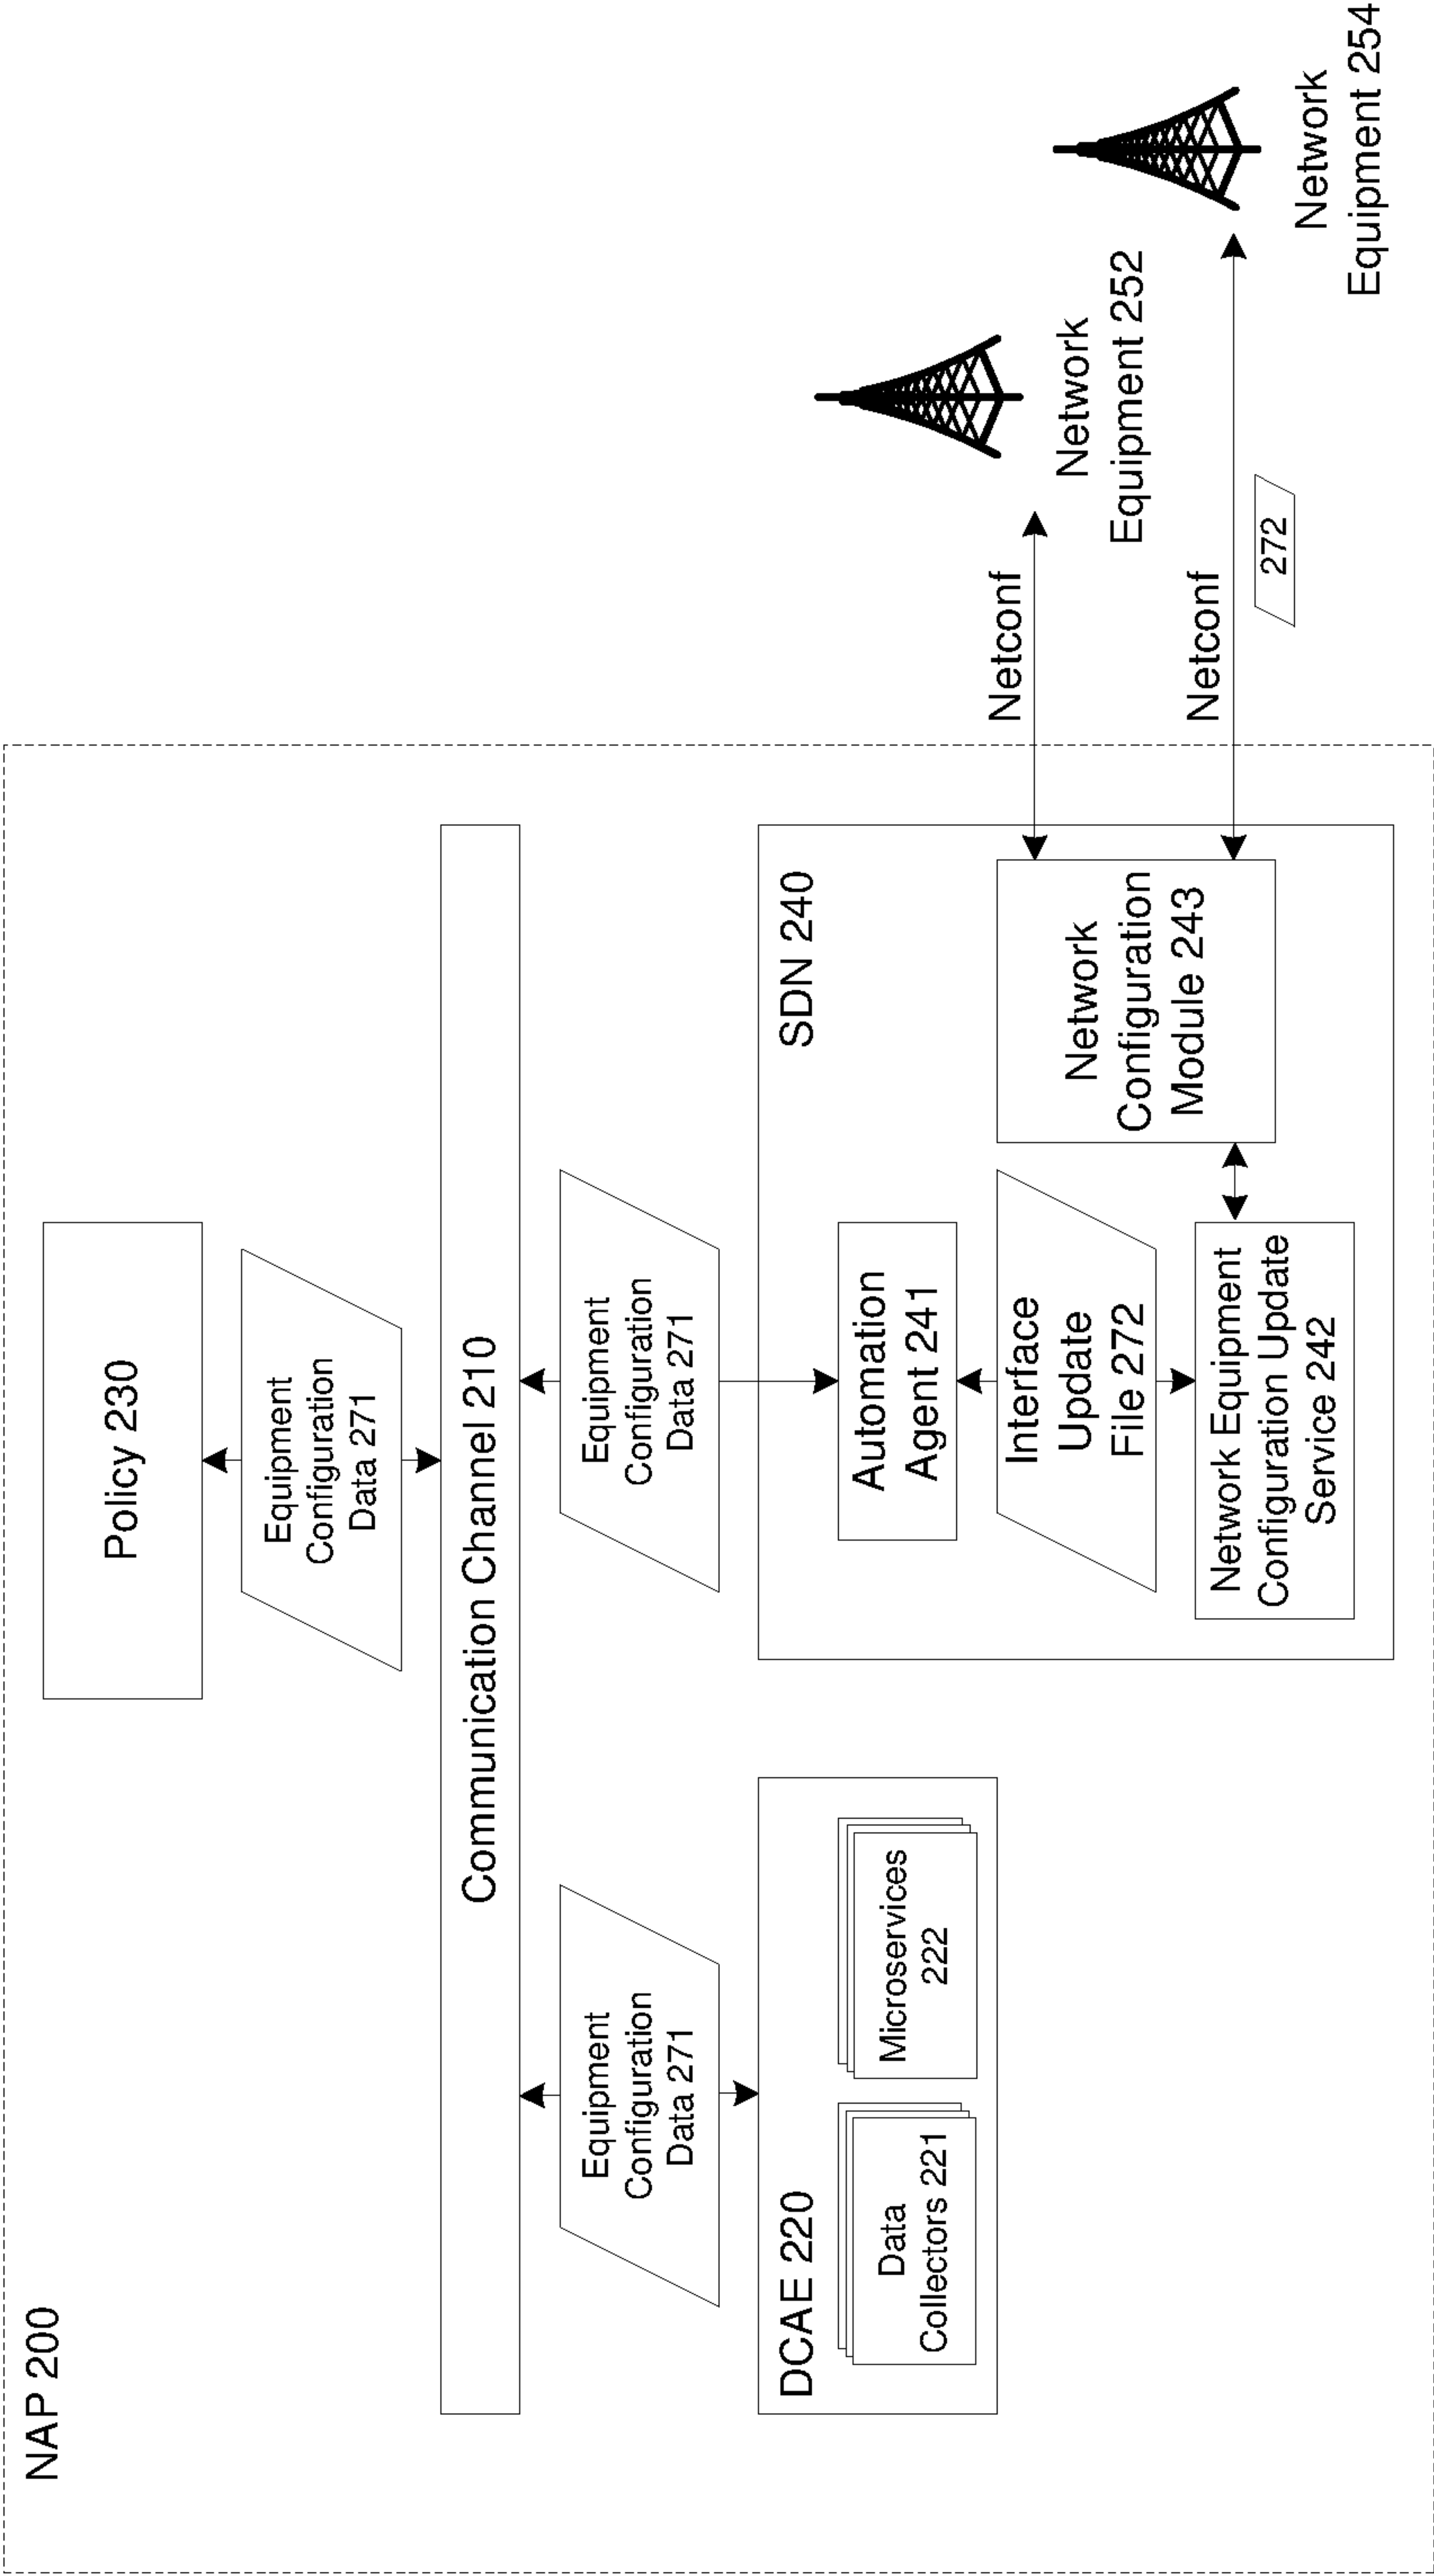 NAP 200
Policy 230
Equipment
Configuration
Data 271
Communication Channel 210
Equipment
Configuration
Data 271
Equipment
Configuration
Data 271
DCAE 220
Data
Collectors 221
Microservices
222
SDN 240
Automation
Agent 241
Interface
Update
File 272
Network Equipment
Configuration Update
Service 242
Network
Configuration
Module 243
Netconf
Netconf
272
Network
Equipment 252
Network
Equipment 254